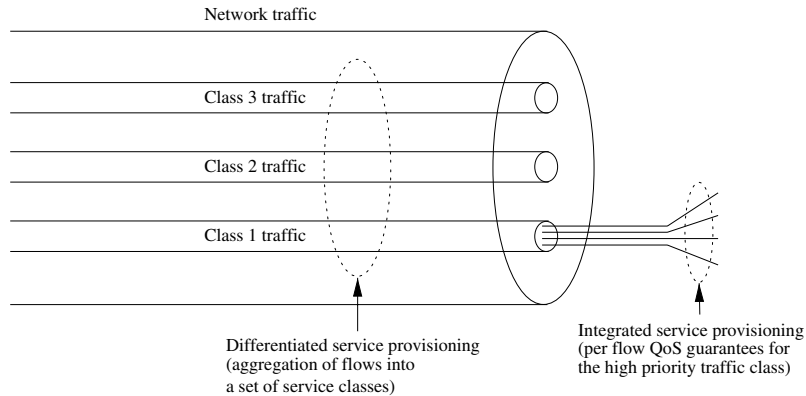 Network traffic
Class 3 traffic
Class 2 traffic
Class 1 traffic
Differentiated service provisioning
(aggregation of flows into
a set of service classes)
Integrated service provisioning
(per flow QoS guarantees for
the high priority traffic class)